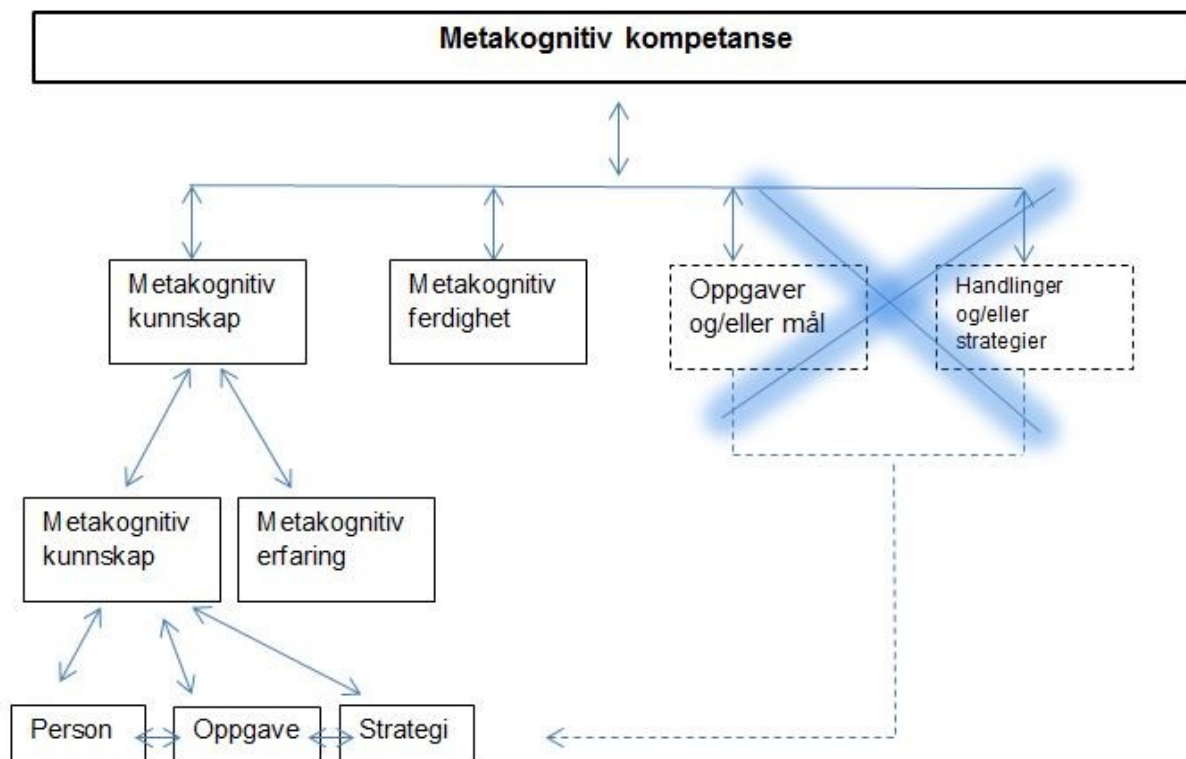 Metakognitiv kompetanse
Metakognitiv
kunnskap
Metakognitiv
ferdighet
Oppgaver
og/eller mål
Handlinger
og/eller
strategier
Metakognitiv
kunnskap
Metakognitiv
erfaring
Person
Oppgave
Strategi